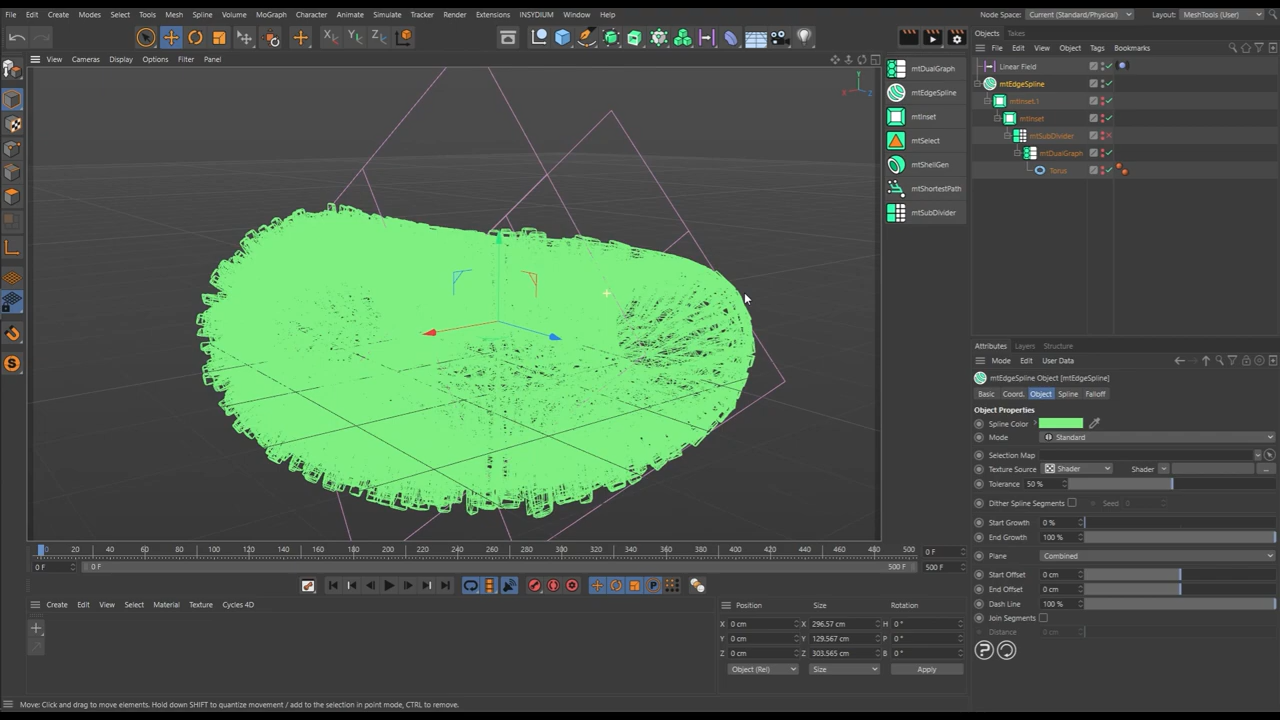 File Edit Create Modes Select Tools Mesh Spline Volume MoGraph Character Animate Simulate Tracker Render Extensions INSYDIUM Window Help Node Space: Current (Standard/Physical) Layout: MeshTools (User)
Objects Takes
File Edit View Object Tags Bookmarks
View Cameras Display Options Filter Panel
Linear Field
mtEdgeSpline
mtInset.1
mtInset
mtSubDivider
mtDualGraph
Torus
mtDualGraph
mtEdgeSpline
mtInset
mtSelect
mtShellGen
mtShortestPath
mtSubDivider
Y
X
Z
Attributes Layers Structure
Mode Edit User Data
mtEdgeSpline Object [mtEdgeSpline]
Basic Coord. Object Spline Falloff
Object Properties
Spline Color
Mode Standard
Selection Map
Texture Source Shader Shader ...
Tolerance 50 %
Dither Spline Segments Seed 0
Start Growth 0 %
End Growth 100 %
Plane Combined
Start Offset 0 cm
End Offset 0 cm
Dash Line 100 %
Join Segments
Distance 0 cm
0 20 40 60 80 100 120 140 160 180 200 220 240 260 280 300 320 340 360 380 400 420 440 460 480 500 0 F
0 F 0 F 500 F 500 F
Create Edit View Select Material Texture Cycles 4D
Position Size Rotation
X 0 cm X 296.57 cm H 0 °
Y 0 cm Y 129.567 cm P 0 °
Z 0 cm Z 303.565 cm B 0 °
Object (Rel) Size Apply
Move: Click and drag to move elements. Hold down SHIFT to quantize movement / add to the selection in point mode, CTRL to remove.